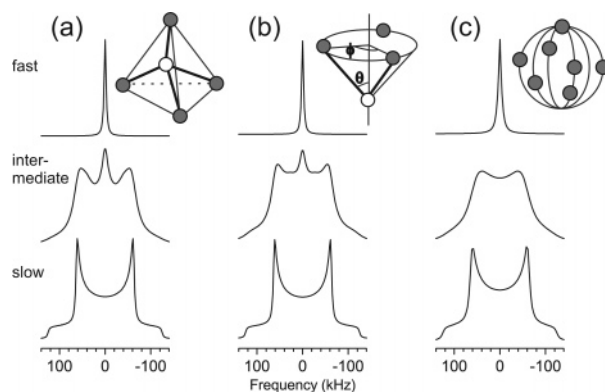 (a) (b) (c)
fast
ϕ
θ
inter-
mediate
slow
100 0 -100 100 0 -100 100 0 -100
Frequency (kHz)